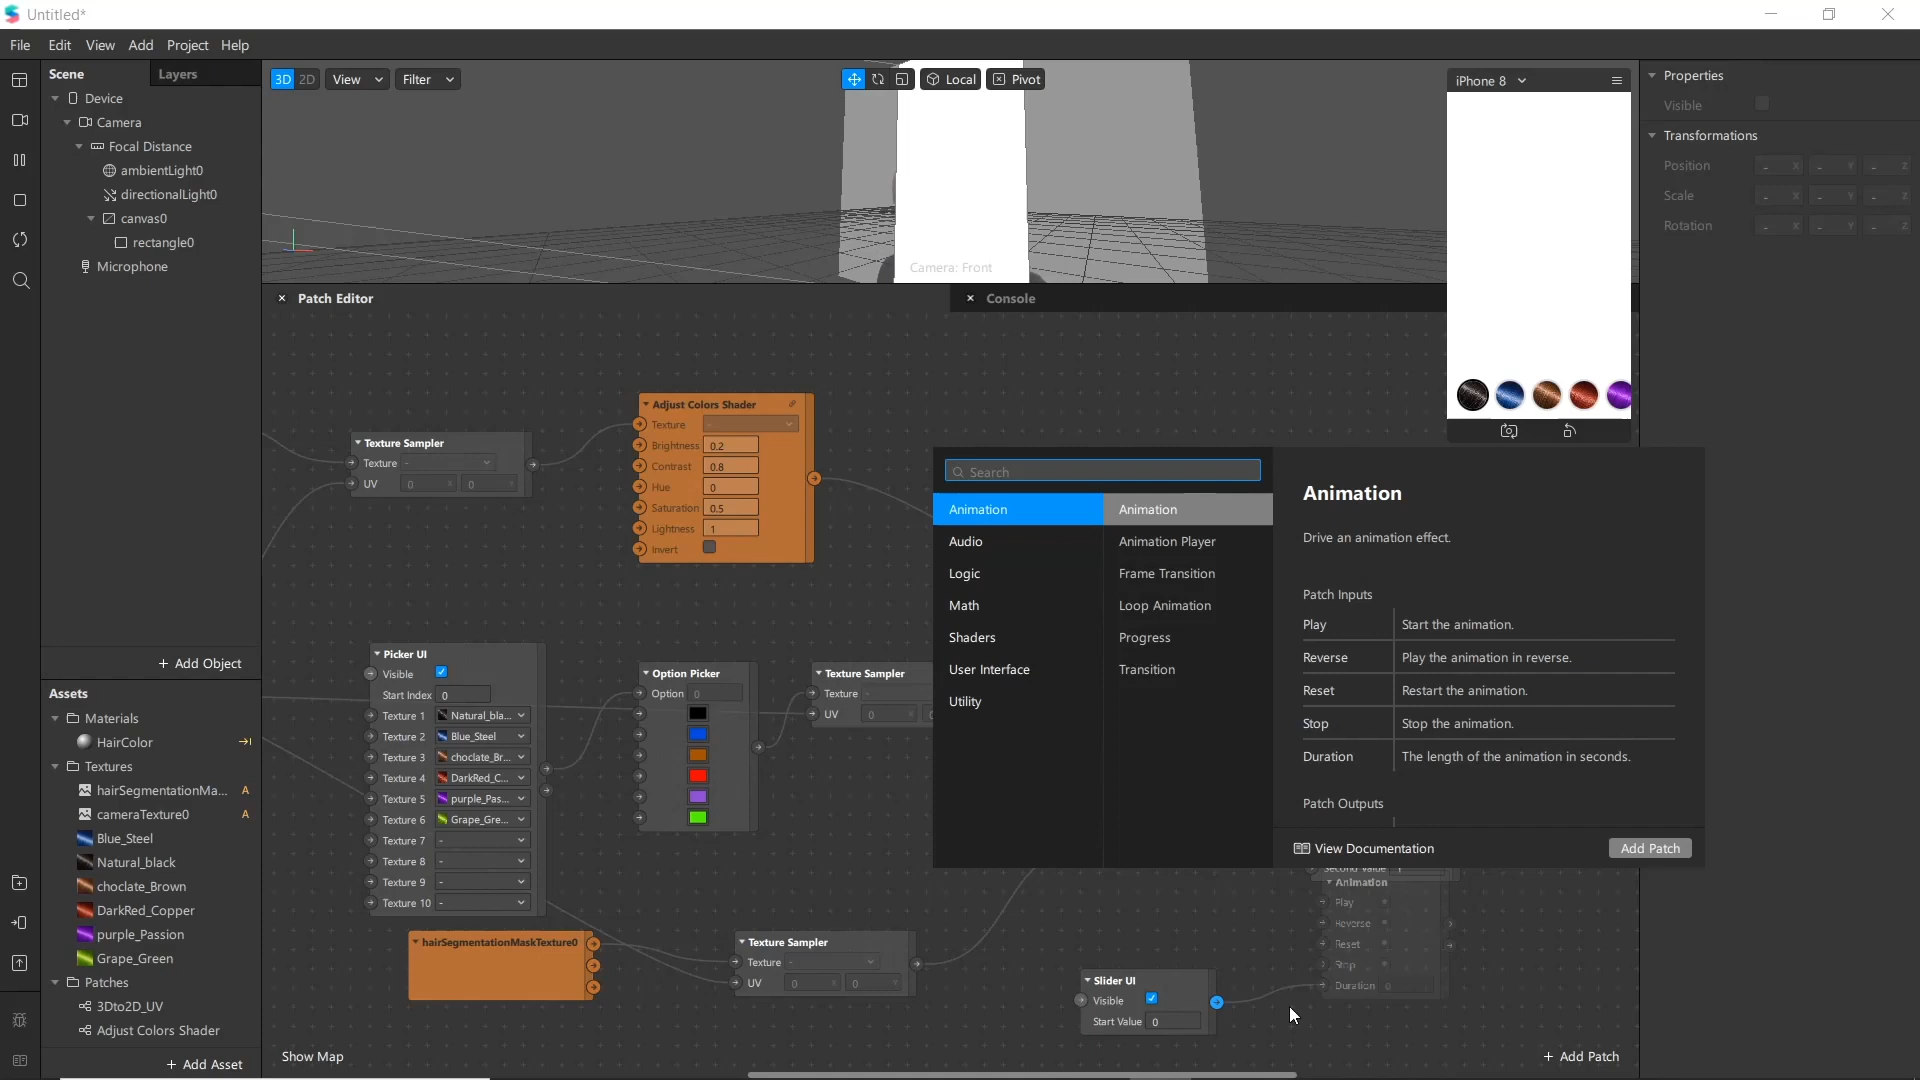 Untitled*
File Edit View Add Project Help
Scene Layers
Device
Camera
Focal Distance
ambientLight0
directionalLight0
canvas0
rectangle0
Microphone
+ Add Object
Assets
Materials
HairColor
Textures
hairSegmentationMa... A
cameraTexture0 A
Blue_Steel
Natural_black
choclate_Brown
DarkRed_Copper
purple_Passion
Grape_Green
Patches
3Dto2D_UV
Adjust Colors Shader
+ Add Asset
3D 2D View Filter
Local Pivot
Camera: Front
iPhone 8
Properties
Visible
Transformations
Position - X - Y - Z
Scale - X - Y - Z
Rotation - X - Y - Z
× Patch Editor
× Console
Texture Sampler
Texture -
UV 0 0
Adjust Colors Shader
Texture -
Brightness 0.2
Contrast 0.8
Hue 0
Saturation 0.5
Lightness 1
Invert
Picker UI
Visible
Start Index 0
Texture 1 Natural_bla...
Texture 2 Blue_Steel
Texture 3 choclate_Br...
Texture 4 DarkRed_C...
Texture 5 purple_Pas...
Texture 6 Grape_Gre...
Texture 7 -
Texture 8 -
Texture 9 -
Texture 10 -
Option Picker
Option 0
Texture Sampler
Texture -
UV 0
hairSegmentationMaskTexture0
Texture Sampler
Texture -
UV 0 0
Slider UI
Visible
Start Value 0
Second Value
Animation
Play
Reverse
Reset
Stop
Duration 0
Search
Animation
Audio
Logic
Math
Shaders
User Interface
Utility
Animation
Animation Player
Frame Transition
Loop Animation
Progress
Transition
Animation
Drive an animation effect.
Patch Inputs
Play Start the animation.
Reverse Play the animation in reverse.
Reset Restart the animation.
Stop Stop the animation.
Duration The length of the animation in seconds.
Patch Outputs
View Documentation Add Patch
Show Map
+ Add Patch